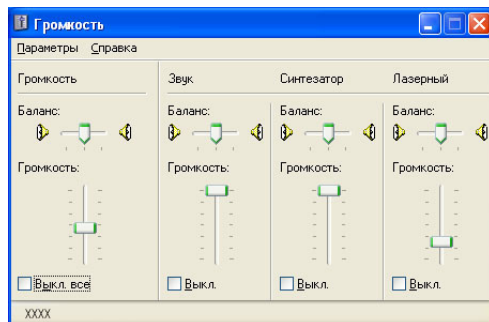 Громкость
Параметры Справка
Громкость Звук Синтезатор Лазерный
Баланс: Баланс: Баланс: Баланс:
Громкость: Громкость: Громкость: Громкость:
Выкл. все Выкл. Выкл. Выкл.
XXXX